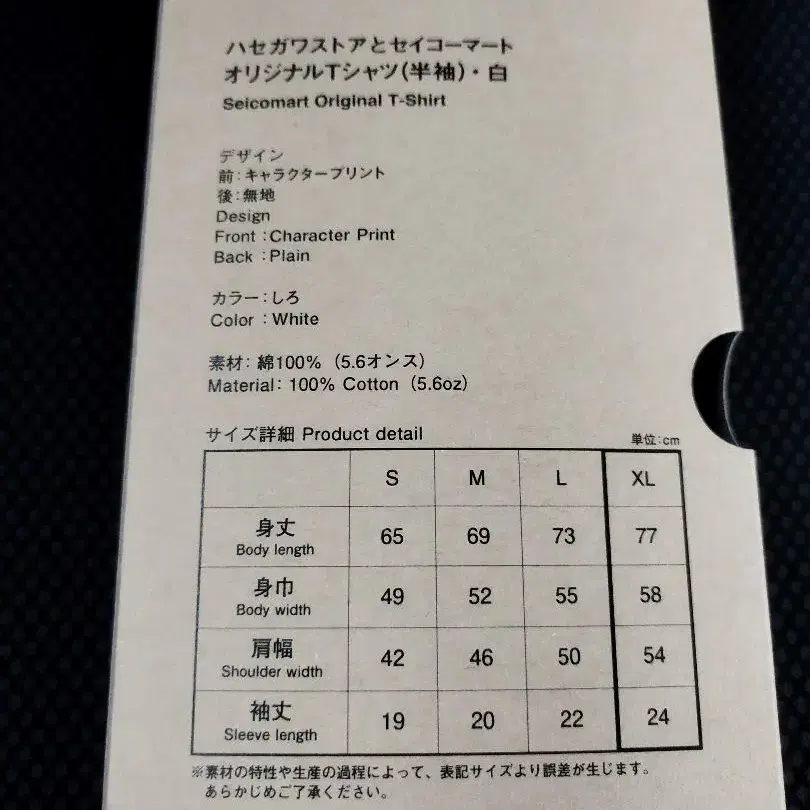 ハセガワストアとセイコーマート
オリジナルTシャツ(半袖)・白
Seicomart Original T-Shirt
デザイン
前:キャラクタープリント
後:無地
Design
Front :Character Print
Back :Plain
カラー:しろ
Color :White
素材: 綿100% (5.6オンス)
Material: 100% Cotton (5.6oz)
サイズ詳細 Product detail
単位:cm
S M L XL
身丈
Body length 65 69 73 77
身巾
Body width 49 52 55 58
肩幅
Shoulder width 42 46 50 54
袖丈
Sleeve length 19 20 22 24
※素材の特性や生産の過程によって、表記サイズより誤差が生じます。
あらかじめご了承ください。